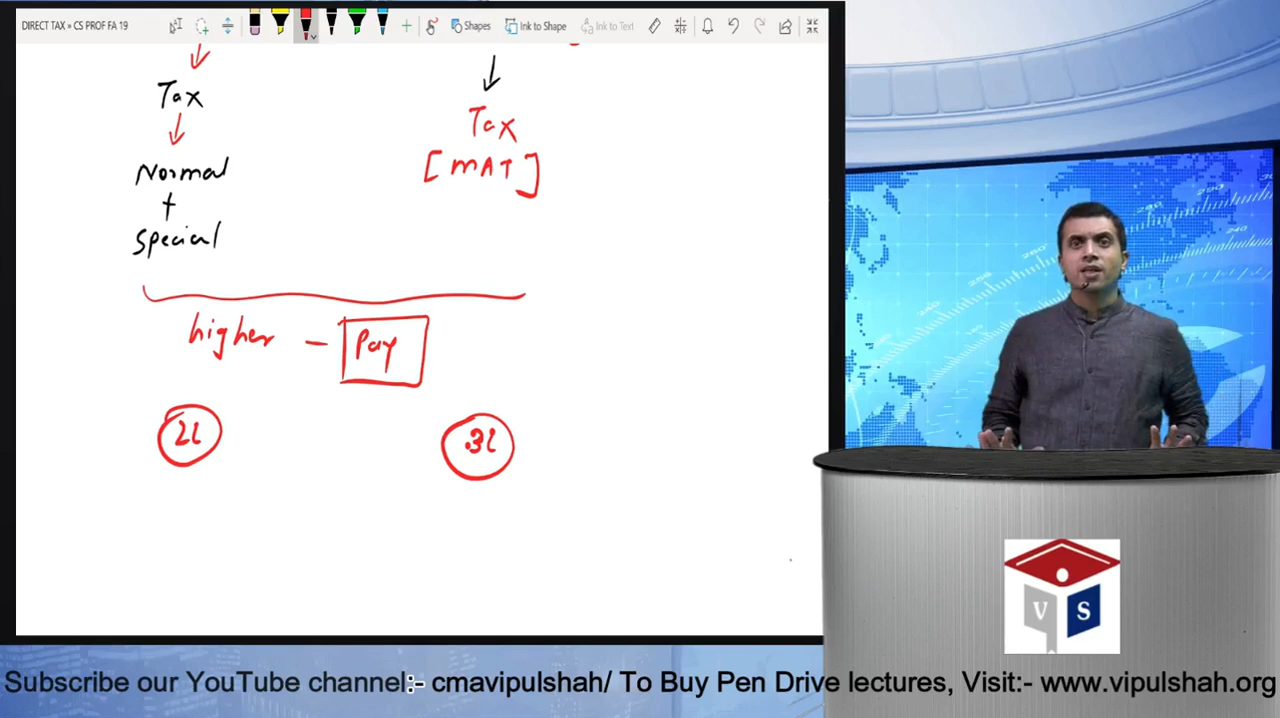 DIRECT TAX » CS PROF FA 19
Shapes
Ink to Shape
Ink to Text
Tax
Normal
+
Special
Tax
[MAT]
higher – Pay
2L
3L
V S
Subscribe our YouTube channel:- cmavipulshah/ To Buy Pen Drive lectures, Visit:- www.vipulshah.org